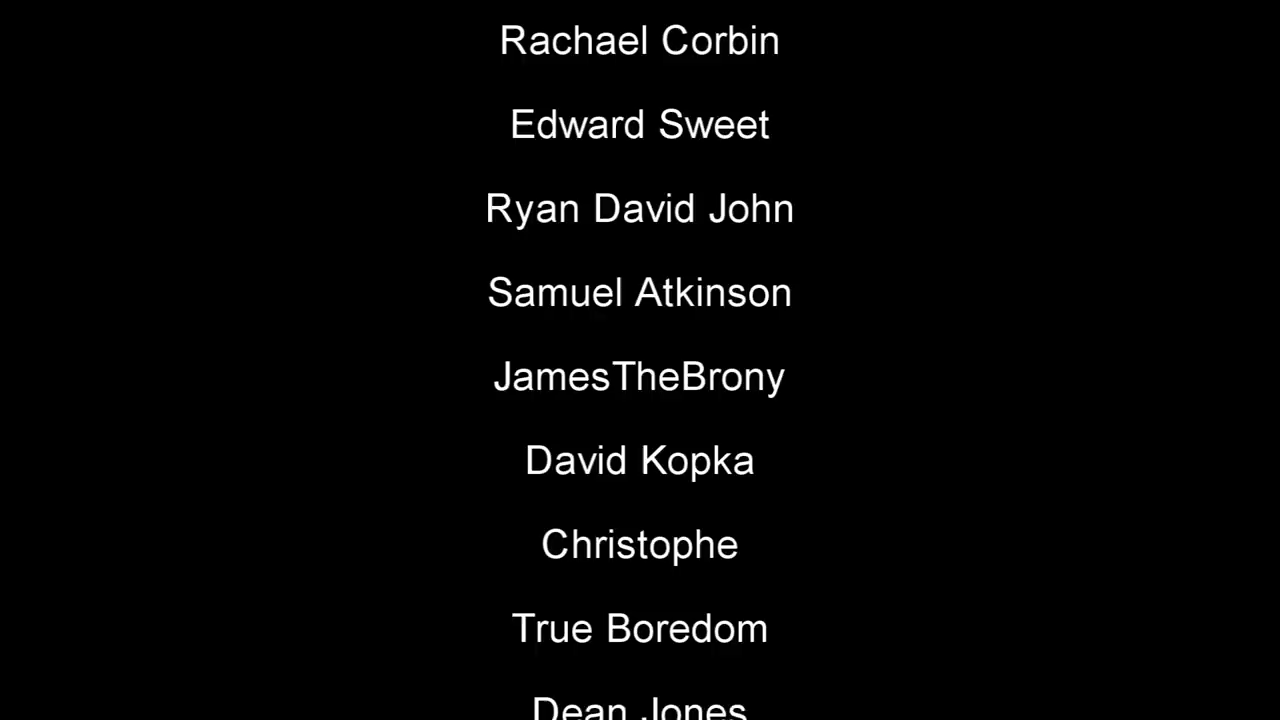 Rachael Corbin
Edward Sweet
Ryan David John
Samuel Atkinson
JamesTheBrony
David Kopka
Christophe
True Boredom
Dean Jones